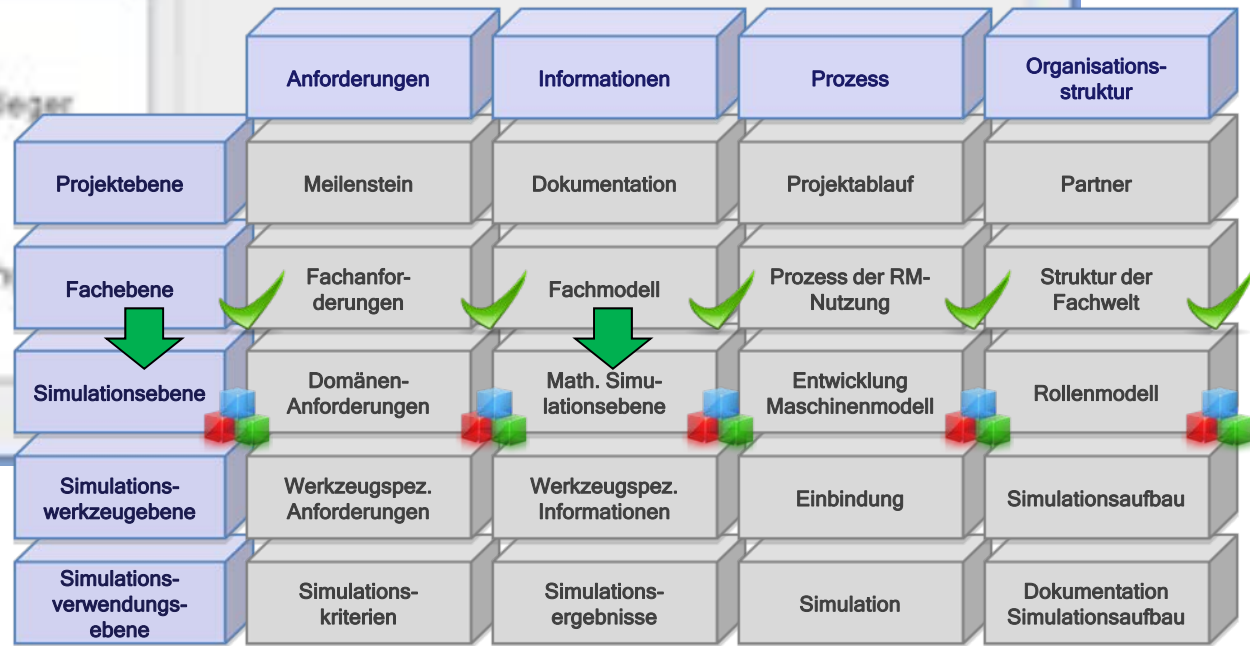 Anforderungen
Informationen
Prozess
Organisations-
struktur
Projektebene
Meilenstein
Dokumentation
Projektablauf
Partner
Fachebene
Fachanfor-
derungen
Fachmodell
Prozess der RM-
Nutzung
Struktur der
Fachwelt
Simulationsebene
Domänen-
Anforderungen
Math. Simu-
lationsebene
Entwicklung
Maschinenmodell
Rollenmodell
Simulations-
werkzeugebene
Werkzeugspez.
Anforderungen
Werkzeugspez.
Informationen
Einbindung
Simulationsaufbau
Simulations-
verwendungs-
ebene
Simulations-
kriterien
Simulations-
ergebnisse
Simulation
Dokumentation
Simulationsaufbau